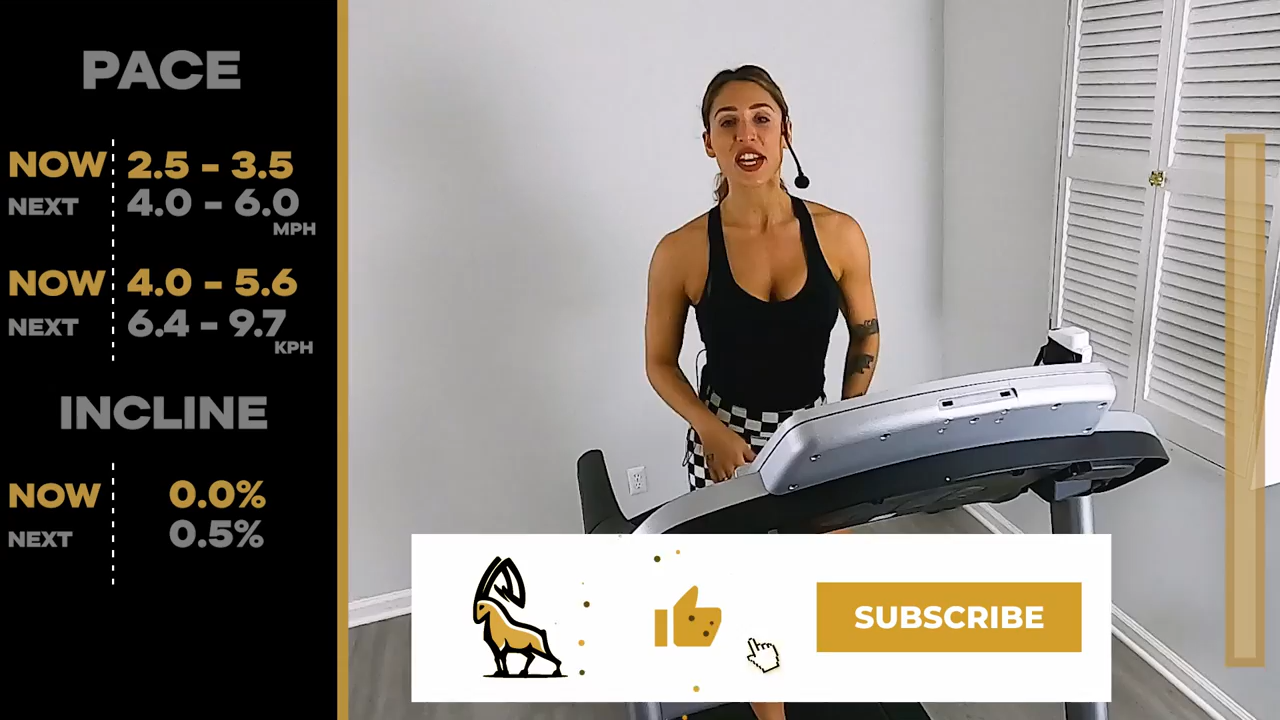 PACE
NOW 2.5 - 3.5
NEXT 4.0 - 6.0
MPH
NOW 4.0 - 5.6
NEXT 6.4 - 9.7
KPH
INCLINE
NOW 0.0%
NEXT 0.5%
SUBSCRIBE